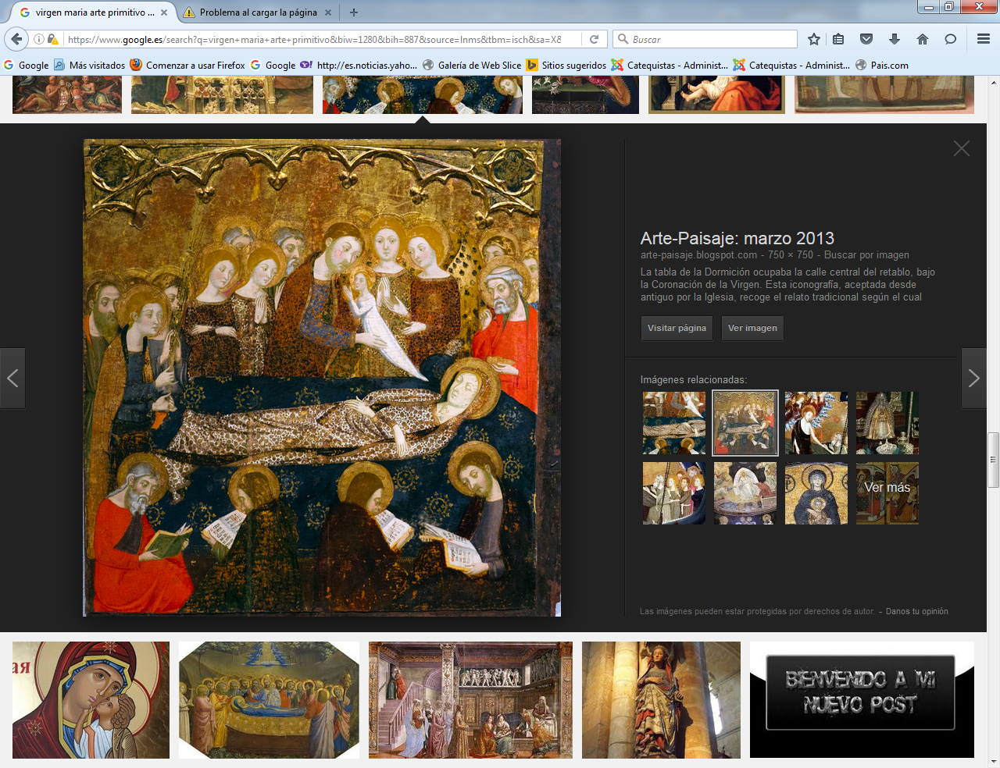 virgen maria arte primitivo ...
Problema al cargar la página
https://www.google.es/search?q=virgen+maria+arte+primitivo&biw=1280&bih=887&source=lnms&tbm=isch&sa=X&
Buscar
Google
Más visitados
Comenzar a usar Firefox
Google
http://es.noticias.yaho...
Galería de Web Slice
Sitios sugeridos
Catequistas - Administ...
Catequistas - Administ...
Pais.com
Arte-Paisaje: marzo 2013
arte-paisaje.blogspot.com - 750 × 750 - Buscar por imagen
La tabla de la Dormición ocupaba la calle central del retablo, bajo
la Coronación de la Virgen. Esta iconografía, aceptada desde
antiguo por la Iglesia, recoge el relato tradicional según el cual
Visitar página
Ver imagen
Imágenes relacionadas:
Ver más
Las imágenes pueden estar protegidas por derechos de autor. - Danos tu opinión
ая
BIENVENIDO A MI
NUEVO POST